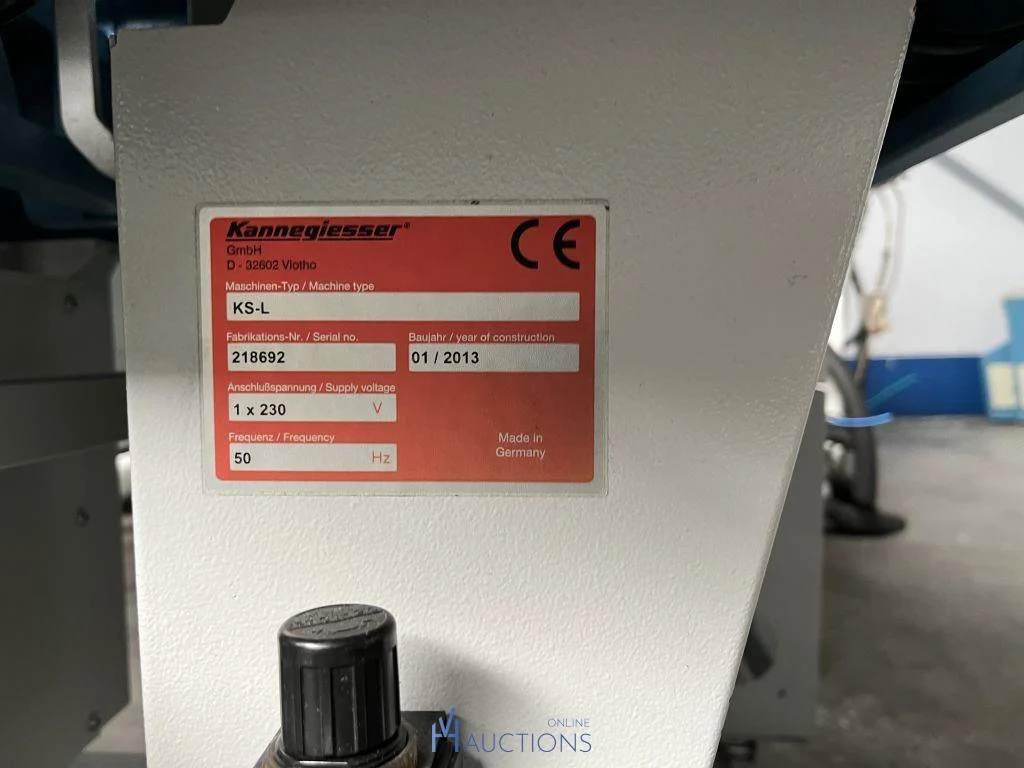 Kannegiesser®
GmbH
D - 32602 Vlotho
CE
Maschinen-Typ / Machine type
KS-L
Fabrikations-Nr. / Serial no.
218692
Baujahr / year of construction
01 / 2013
Anschlußspannung / Supply voltage
1 x 230 V
Frequenz / Frequency
50 Hz
Made in
Germany
ONLINE
AUCTIONS